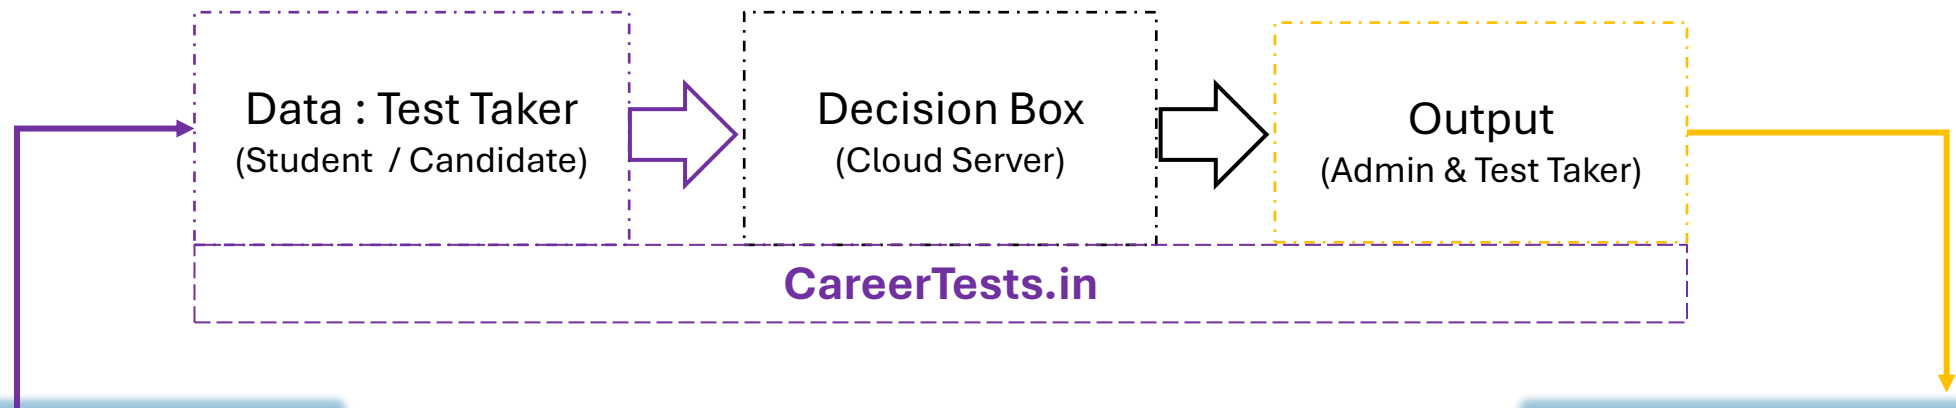 Data : Test Taker
(Student / Candidate)
Decision Box
(Cloud Server)
Output
(Admin & Test Taker)
CareerTests.in